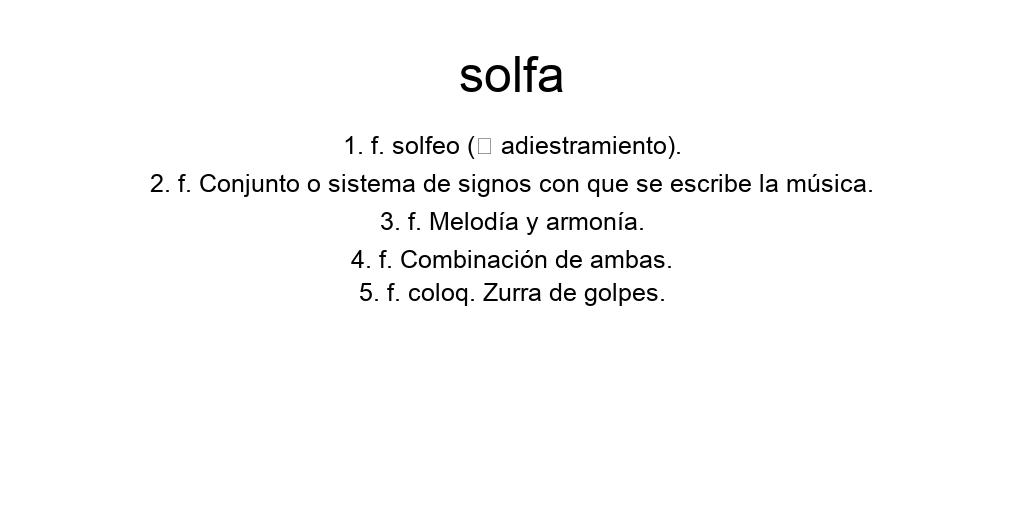 solfa
1. f. solfeo (□ adiestramiento).
2. f. Conjunto o sistema de signos con que se escribe la música.
3. f. Melodía y armonía.
4. f. Combinación de ambas.
5. f. coloq. Zurra de golpes.